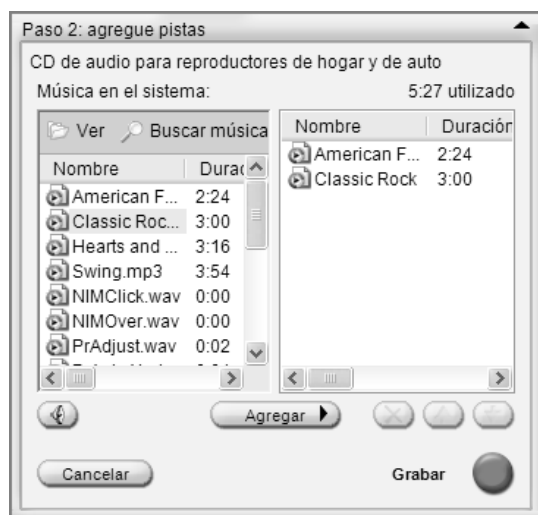 Paso 2: agregue pistas
CD de audio para reproductores de hogar y de auto
Música en el sistema:
5:27 utilizado
Ver
Buscar música
Nombre
Durac
American F... 2:24
Classic Roc... 3:00
Hearts and ... 3:16
Swing.mp3 3:54
NIMClick.wav 0:00
NIMOver.wav 0:00
PrAdjust.wav 0:02
Nombre
Duración
American F... 2:24
Classic Rock 3:00
Agregar
Cancelar
Grabar